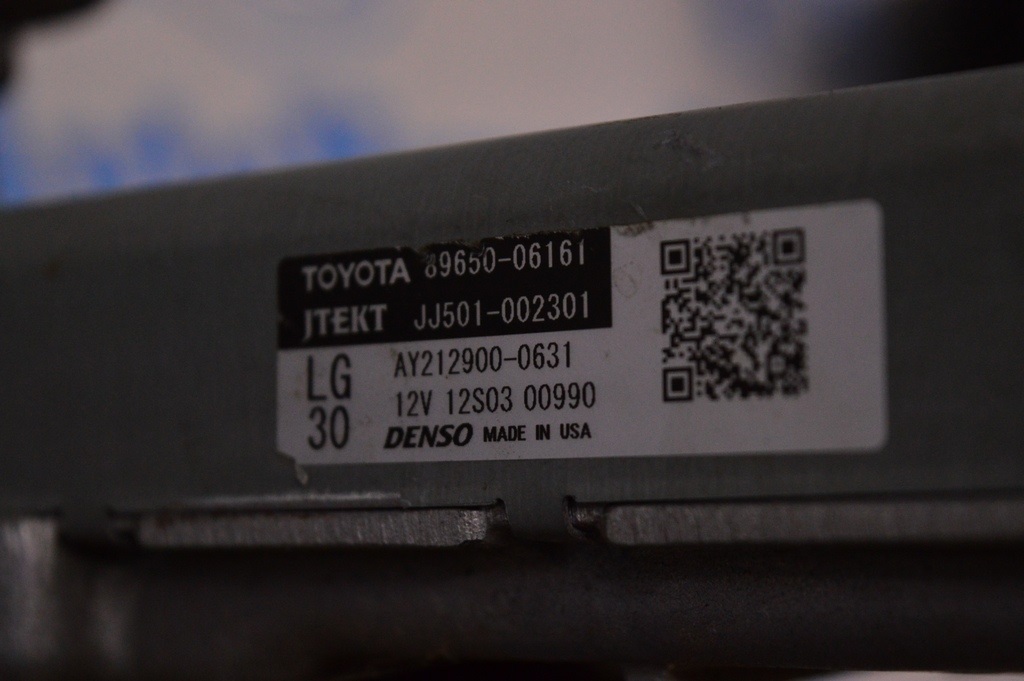 TOYOTA 89650-06161
JTEKT JJ501-002301
LG
30
AY212900-0631
12V 12S03 00990
DENSO MADE IN USA